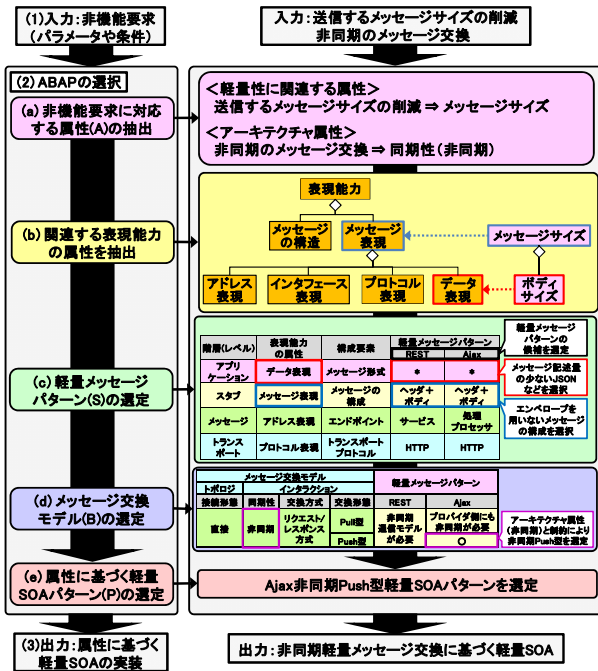 (1)入力:非機能要求
(パラメータや条件)
入力:送信するメッセージサイズの削減
非同期のメッセージ交換
(2)ABAPの選択
(a)非機能要求に対応
する属性(A)の抽出
<軽量性に関連する属性>
送信するメッセージサイズの削減 ⇒ メッセージサイズ
<アーキテクチャ属性>
非同期のメッセージ交換 ⇒ 同期性(非同期)
(b)関連する表現能力
の属性を抽出
表現能力
メッセージ
の構造
メッセージ
表現
メッセージサイズ
アドレス
表現
インタフェース
表現
プロトコル
表現
データ
表現
ボディ
サイズ
(c)軽量メッセージ
パターン(S)の選定
階層(レベル)
表現能力
の属性
構成要素
軽量メッセージパターン
REST
Ajax
アプリ
ケーション
データ表現
メッセージ形式
*
*
スタブ
メッセージ表現
メッセージの
構成
ヘッダ+
ボディ
ヘッダ+
ボディ
メッセージ
アドレス表現
エンドポイント
サービス
処理
プロセッサ
トランス
ポート
プロトコル表現
トランスポート
プロトコル
HTTP
HTTP
軽量メッセージ
パターンの
候補を選定
メッセージ記述量
の少ないJSON
などを選択
エンベロープを
用いないメッセージ
の構成を選択
(d)メッセージ交換
モデル(B)の選定
メッセージ交換モデル
軽量メッセージパターン
トポロジ
インタラクション
接続形態
同期性
交換方式
交換形態
REST
Ajax
直接
非同期
リクエスト/
レスポンス
方式
Pull型
Push型
非同期
通信モデル
が必要
プロバイダ側にも
非同期が必要
○
アーキテクチャ属性
(非同期)と制約により
非同期Push型を選定
(e)属性に基づく軽量
SOAパターン(P)の選定
Ajax非同期Push型軽量SOAパターンを選定
(3)出力:属性に基づく
軽量SOAの実装
出力:非同期軽量メッセージ交換に基づく軽量SOA